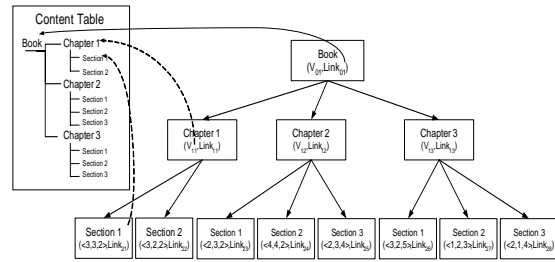 Content Table
Book
Chapter 1
Section
Section 2
Chapter 2
Section 1
Section 2
Section 3
Chapter 3
Section 1
Section 2
Section 3
Book
(V01,Link01)
Chapter 1
(V11,Link11)
Chapter 2
(V12,Link12)
Chapter 3
(V13,Link13)
Section 1
(<3,3,2>Link21)
Section 2
(<3,2,2>Link22)
Section 1
(<2,3,2>Link23)
Section 2
(<4,4,2>Link24)
Section 3
(<2,3,4>Link25)
Section 1
(<3,2,5>Link26)
Section 2
(<1,2,3>Link27)
Section 3
(<2,1,4>Link28)